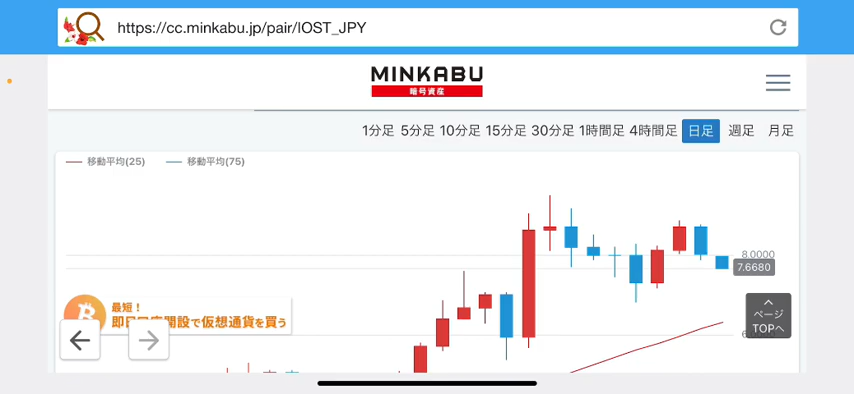 https://cc.minkabu.jp/pair/IOST_JPY
MINKABU
暗号資産
1分足 5分足 10分足 15分足 30分足 1時間足 4時間足 日足 週足 月足
移動平均(25) 移動平均(75)
8.0000
7.6680
最短！
即日口座開設で仮想通貨を買う
ページ
TOPへ